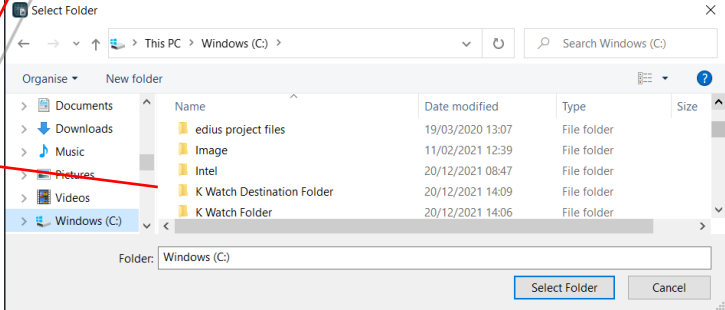 Select Folder
This PC > Windows (C:) >
Search Windows (C:)
Organise New folder
Documents
Downloads
Music
Pictures
Videos
Windows (C:)
Name Date modified Type Size
edius project files 19/03/2020 13:07 File folder
Image 11/02/2021 12:39 File folder
Intel 20/12/2021 08:47 File folder
K Watch Destination Folder 20/12/2021 14:09 File folder
K Watch Folder 20/12/2021 14:06 File folder
Folder: Windows (C:)
Select Folder Cancel